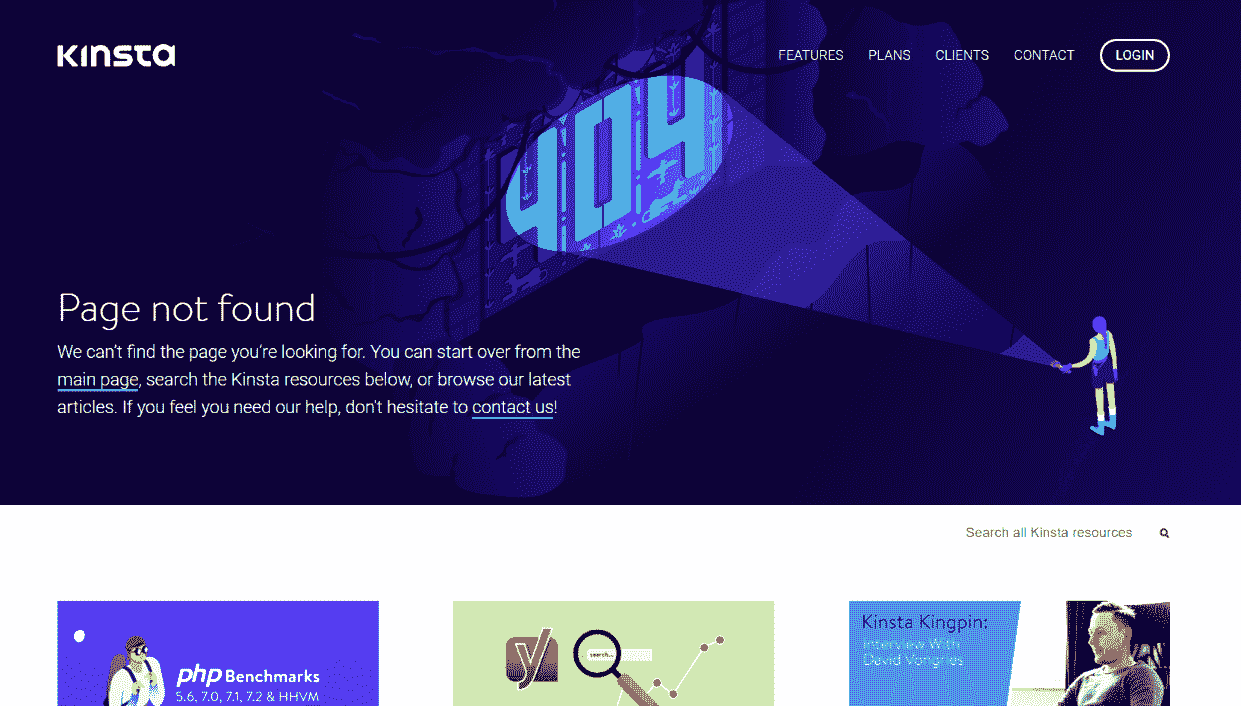 Kinsta
FEATURES PLANS CLIENTS CONTACT LOGIN
404
Page not found
We can't find the page you're looking for. You can start over from the
main page, search the Kinsta resources below, or browse our latest
articles. If you feel you need our help, don't hesitate to contact us!
Search all Kinsta resources
php Benchmarks
5.6, 7.0, 7.1, 7.2 & HHVM
y
search...
Kinsta Kingpin:
Interview With
David Vongries